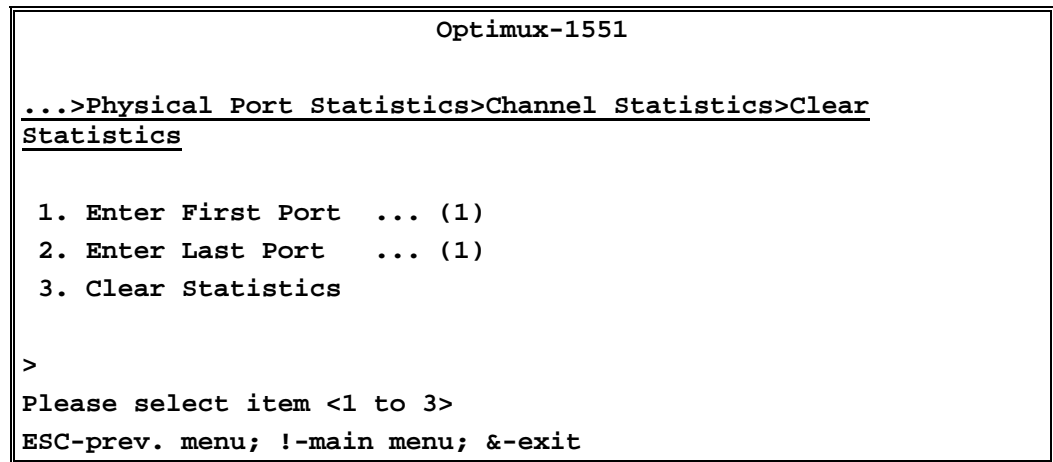 Optimux-1551
...>Physical Port Statistics>Channel Statistics>Clear
Statistics
1. Enter First Port ... (1)
2. Enter Last Port ... (1)
3. Clear Statistics
>
Please select item <1 to 3>
ESC-prev. menu; !-main menu; &-exit